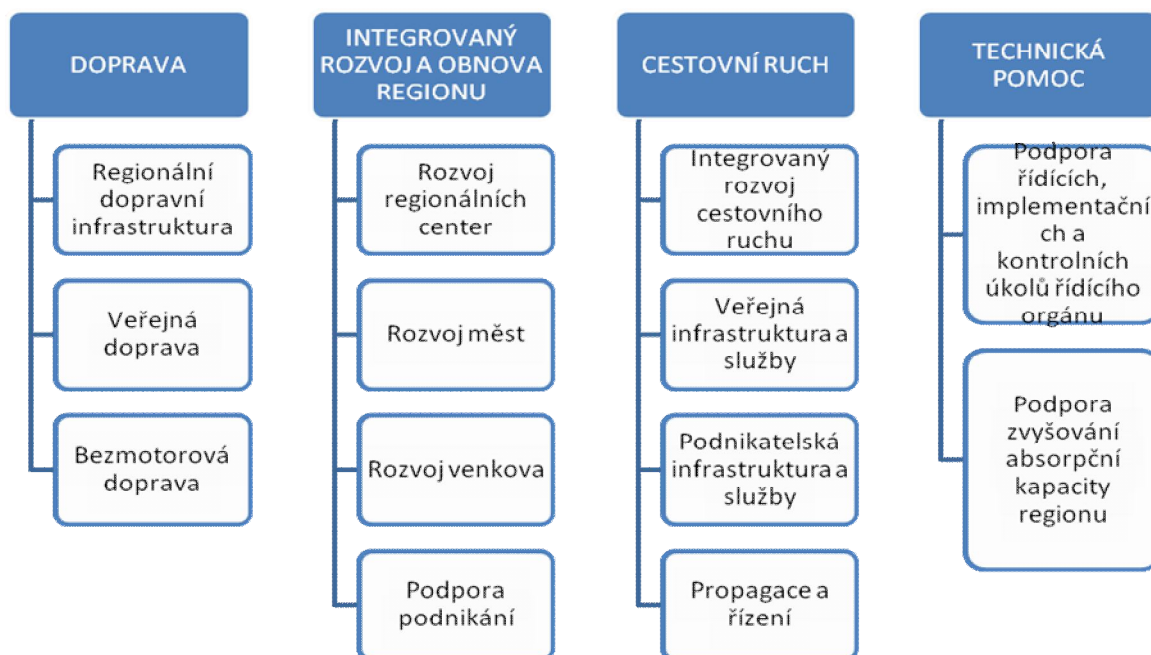 DOPRAVA
Regionální
dopravní
infrastruktura
Veřejná
doprava
Bezmotorová
doprava
INTEGROVANÝ
ROZVOJ A OBNOVA
REGIONU
Rozvoj
regionálních
center
Rozvoj měst
Rozvoj venkova
Podpora
podnikání
CESTOVNÍ RUCH
Integrovaný
rozvoj
cestovního
ruchu
Veřejná
infrastruktura a
služby
Podnikatelská
infrastruktura a
služby
Propagace a
řízení
TECHNICKÁ
POMOC
Podpora
řídících,
implementační
ch a
kontrolních
úkolů řídícího
orgánu
Podpora
zvyšování
absorpční
kapacity
regionu